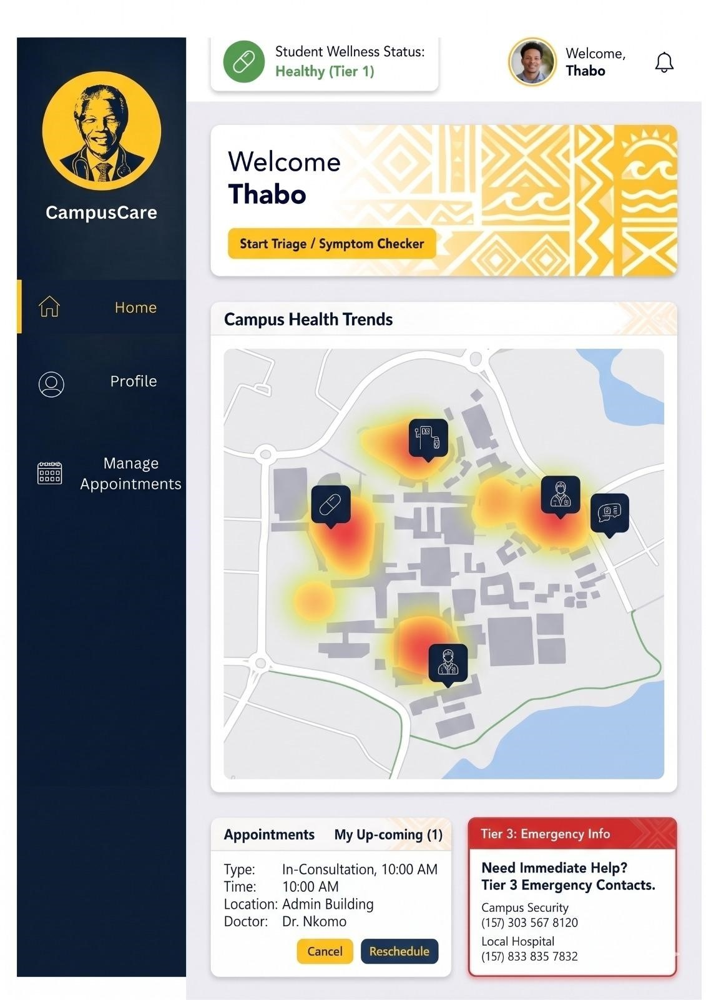 CampusCare
Home
Profile
Manage
Appointments
Student Wellness Status:
Healthy (Tier 1)
Welcome,
Thabo
Welcome
Thabo
Start Triage / Symptom Checker
Campus Health Trends
Appointments My Up-coming (1)
Type: In-Consultation, 10:00 AM
Time: 10:00 AM
Location: Admin Building
Doctor: Dr. Nkomo
Cancel Reschedule
Tier 3: Emergency Info
Need Immediate Help?
Tier 3 Emergency Contacts.
Campus Security
(157) 303 567 8120
Local Hospital
(157) 833 835 7832